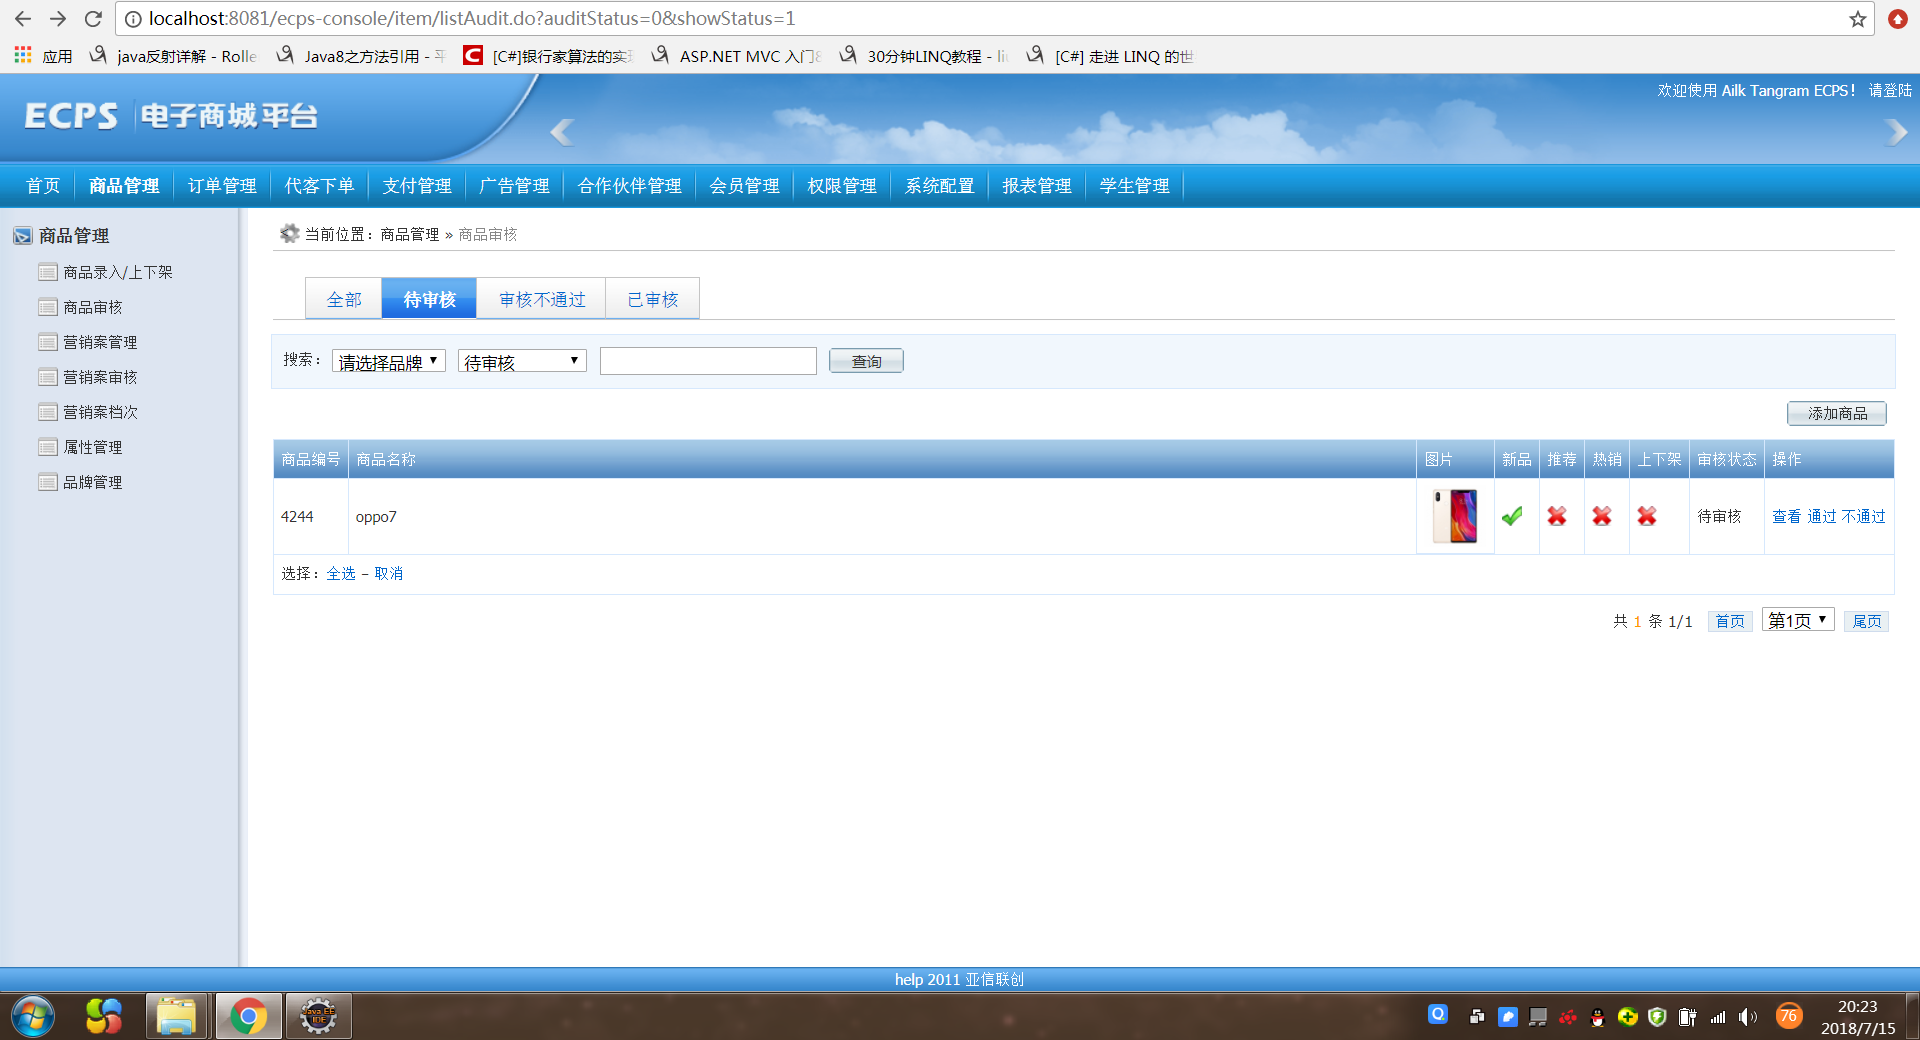 localhost:8081/ecps-console/item/listAudit.do?auditStatus=0&showStatus=1
应用 java反射详解 - Rolle Java8之方法引用 - [C#]银行家算法的实 ASP.NET MVC 入门 30分钟LINQ教程 - li [C#] 走进 LINQ 的世
ECPS 电子商城平台
欢迎使用 Ailk Tangram ECPS! 请登陆
首页 商品管理 订单管理 代客下单 支付管理 广告管理 合作伙伴管理 会员管理 权限管理 系统配置 报表管理 学生管理
商品管理
商品录入/上下架
商品审核
营销案管理
营销案审核
营销案档次
属性管理
品牌管理
当前位置：商品管理 » 商品审核
全部 待审核 审核不通过 已审核
搜索： 请选择品牌 待审核 查询
添加商品
商品编号 商品名称 图片 新品 推荐 热销 上下架 审核状态 操作
4244 oppo7 待审核 查看 通过 不通过
选择：全选 – 取消
共 1 条 1/1 首页 第1页 尾页
help 2011 亚信联创
Java EE IDE
76
20:23
2018/7/15